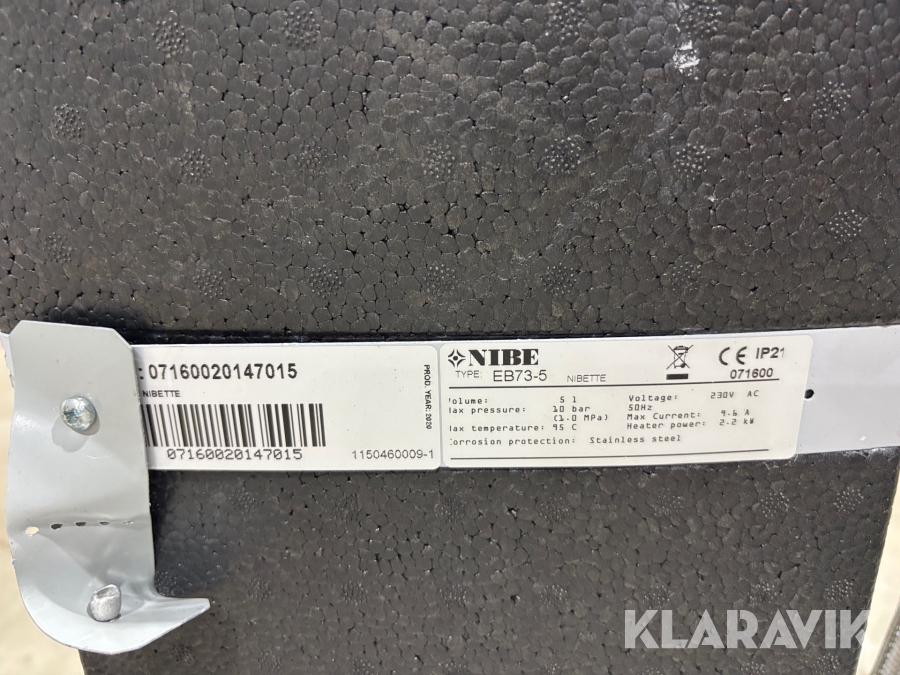 : 07160020147015
NIBETTE
07160020147015
1150460009-1
PROD. YEAR: 2020
NIBE
TYPE: EB73-5 NIBETTE
CE IP21
071600
Volume: 5 l
Max pressure: 10 bar
(1.0 MPa)
Max temperature: 95 C
Voltage: 230V AC
50Hz
Max Current: 9.6 A
Heater power: 2.2 kW
Corrosion protection: Stainless steel
KLARAVIK